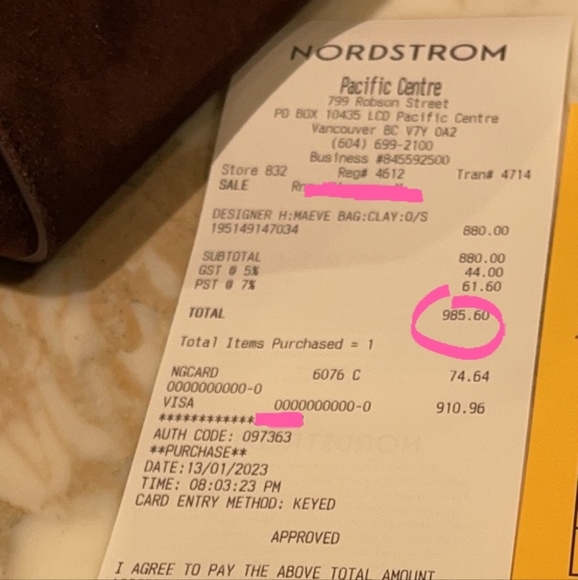 NORDSTROM
Pacific Centre
799 Robson Street
PO BOX 10435 LCD Pacific Centre
Vancouver BC V7Y 0A2
(604) 699-2100
Business #845592500
Store 832 Reg# 4612 Tran# 4714
SALE
DESIGNER H:MAEVE BAG:CLAY:O/S
195149147034 880.00
SUBTOTAL 880.00
GST @ 5% 44.00
PST @ 7% 61.60
TOTAL 985.60
Total Items Purchased = 1
NGCARD 6076 C 74.64
0000000000-0
VISA 0000000000-0 910.96
************
AUTH CODE: 097363
**PURCHASE**
DATE:13/01/2023
TIME: 08:03:23 PM
CARD ENTRY METHOD: KEYED
APPROVED
I AGREE TO PAY THE ABOVE TOTAL AMOUNT